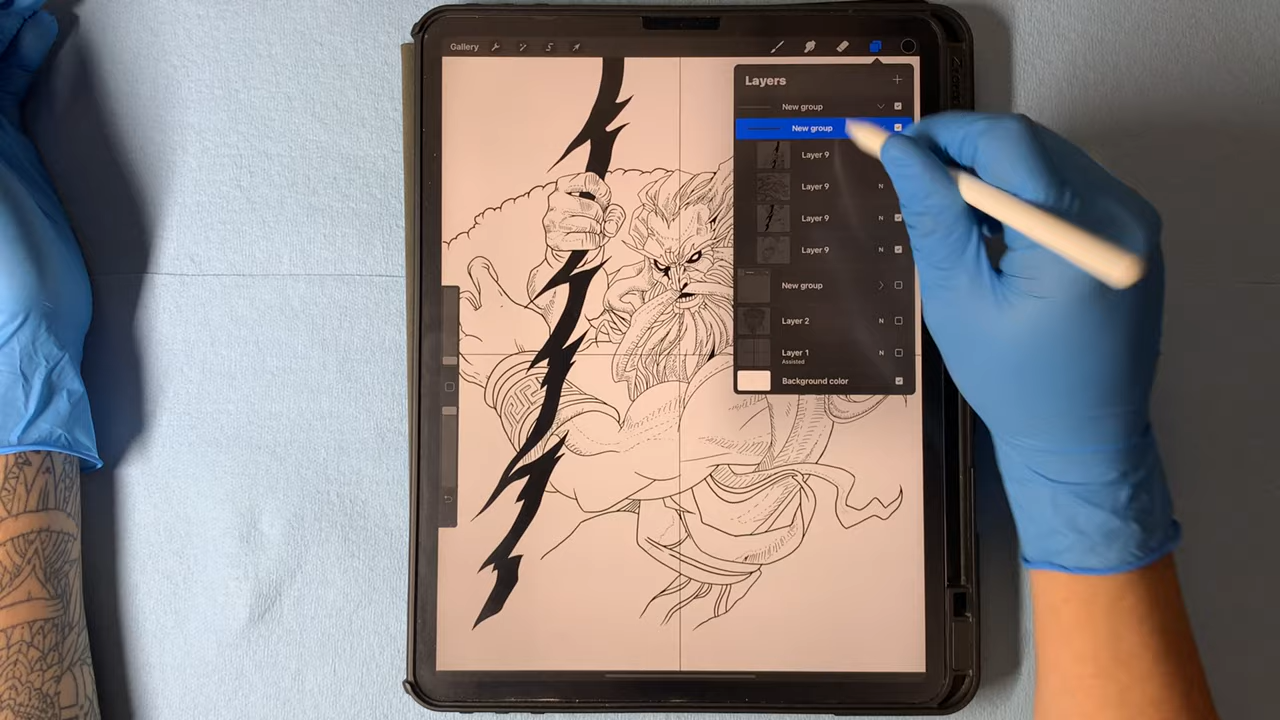 Gallery
Layers
New group
New group
Layer 9
Layer 9 N
Layer 9 N
Layer 9 N
New group
Layer 2 N
Layer 1 N
Assisted
Background color